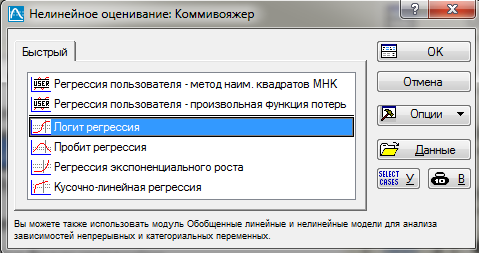 Нелинейное оценивание: Коммивояжер
Быстрый
USER Регрессия пользователя - метод наим. квадратов МНК
USER Регрессия пользователя - произвольная функция потерь
Логит регрессия
Пробит регрессия
Регрессия экспоненциального роста
Кусочно-линейная регрессия
OK
Отмена
Опции
Данные
SELECT CASES У
В
Вы можете также использовать модуль Обобщенные линейные и нелинейные модели для анализа
зависимостей непрерывных и категориальных переменных.